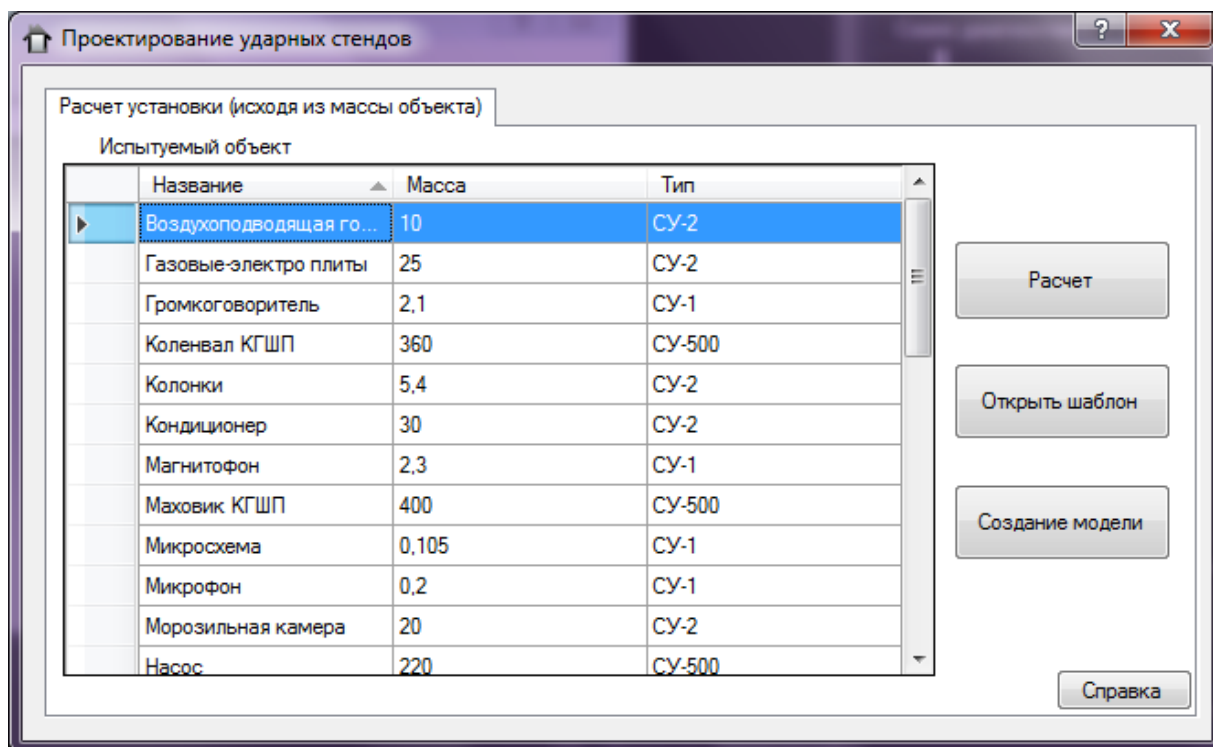 Проектирование ударных стендов
?
X
Расчет установки (исходя из массы объекта)
Испытуемый объект
Название Масса Тип
Воздухоподводящая го... 10 СУ-2
Газовые-электро плиты 25 СУ-2
Громкоговоритель 2,1 СУ-1
Коленвал КГШП 360 СУ-500
Колонки 5,4 СУ-2
Кондиционер 30 СУ-2
Магнитофон 2,3 СУ-1
Маховик КГШП 400 СУ-500
Микросхема 0,105 СУ-1
Микрофон 0,2 СУ-1
Морозильная камера 20 СУ-2
Насос 220 СУ-500
Расчет
Открыть шаблон
Создание модели
Справка